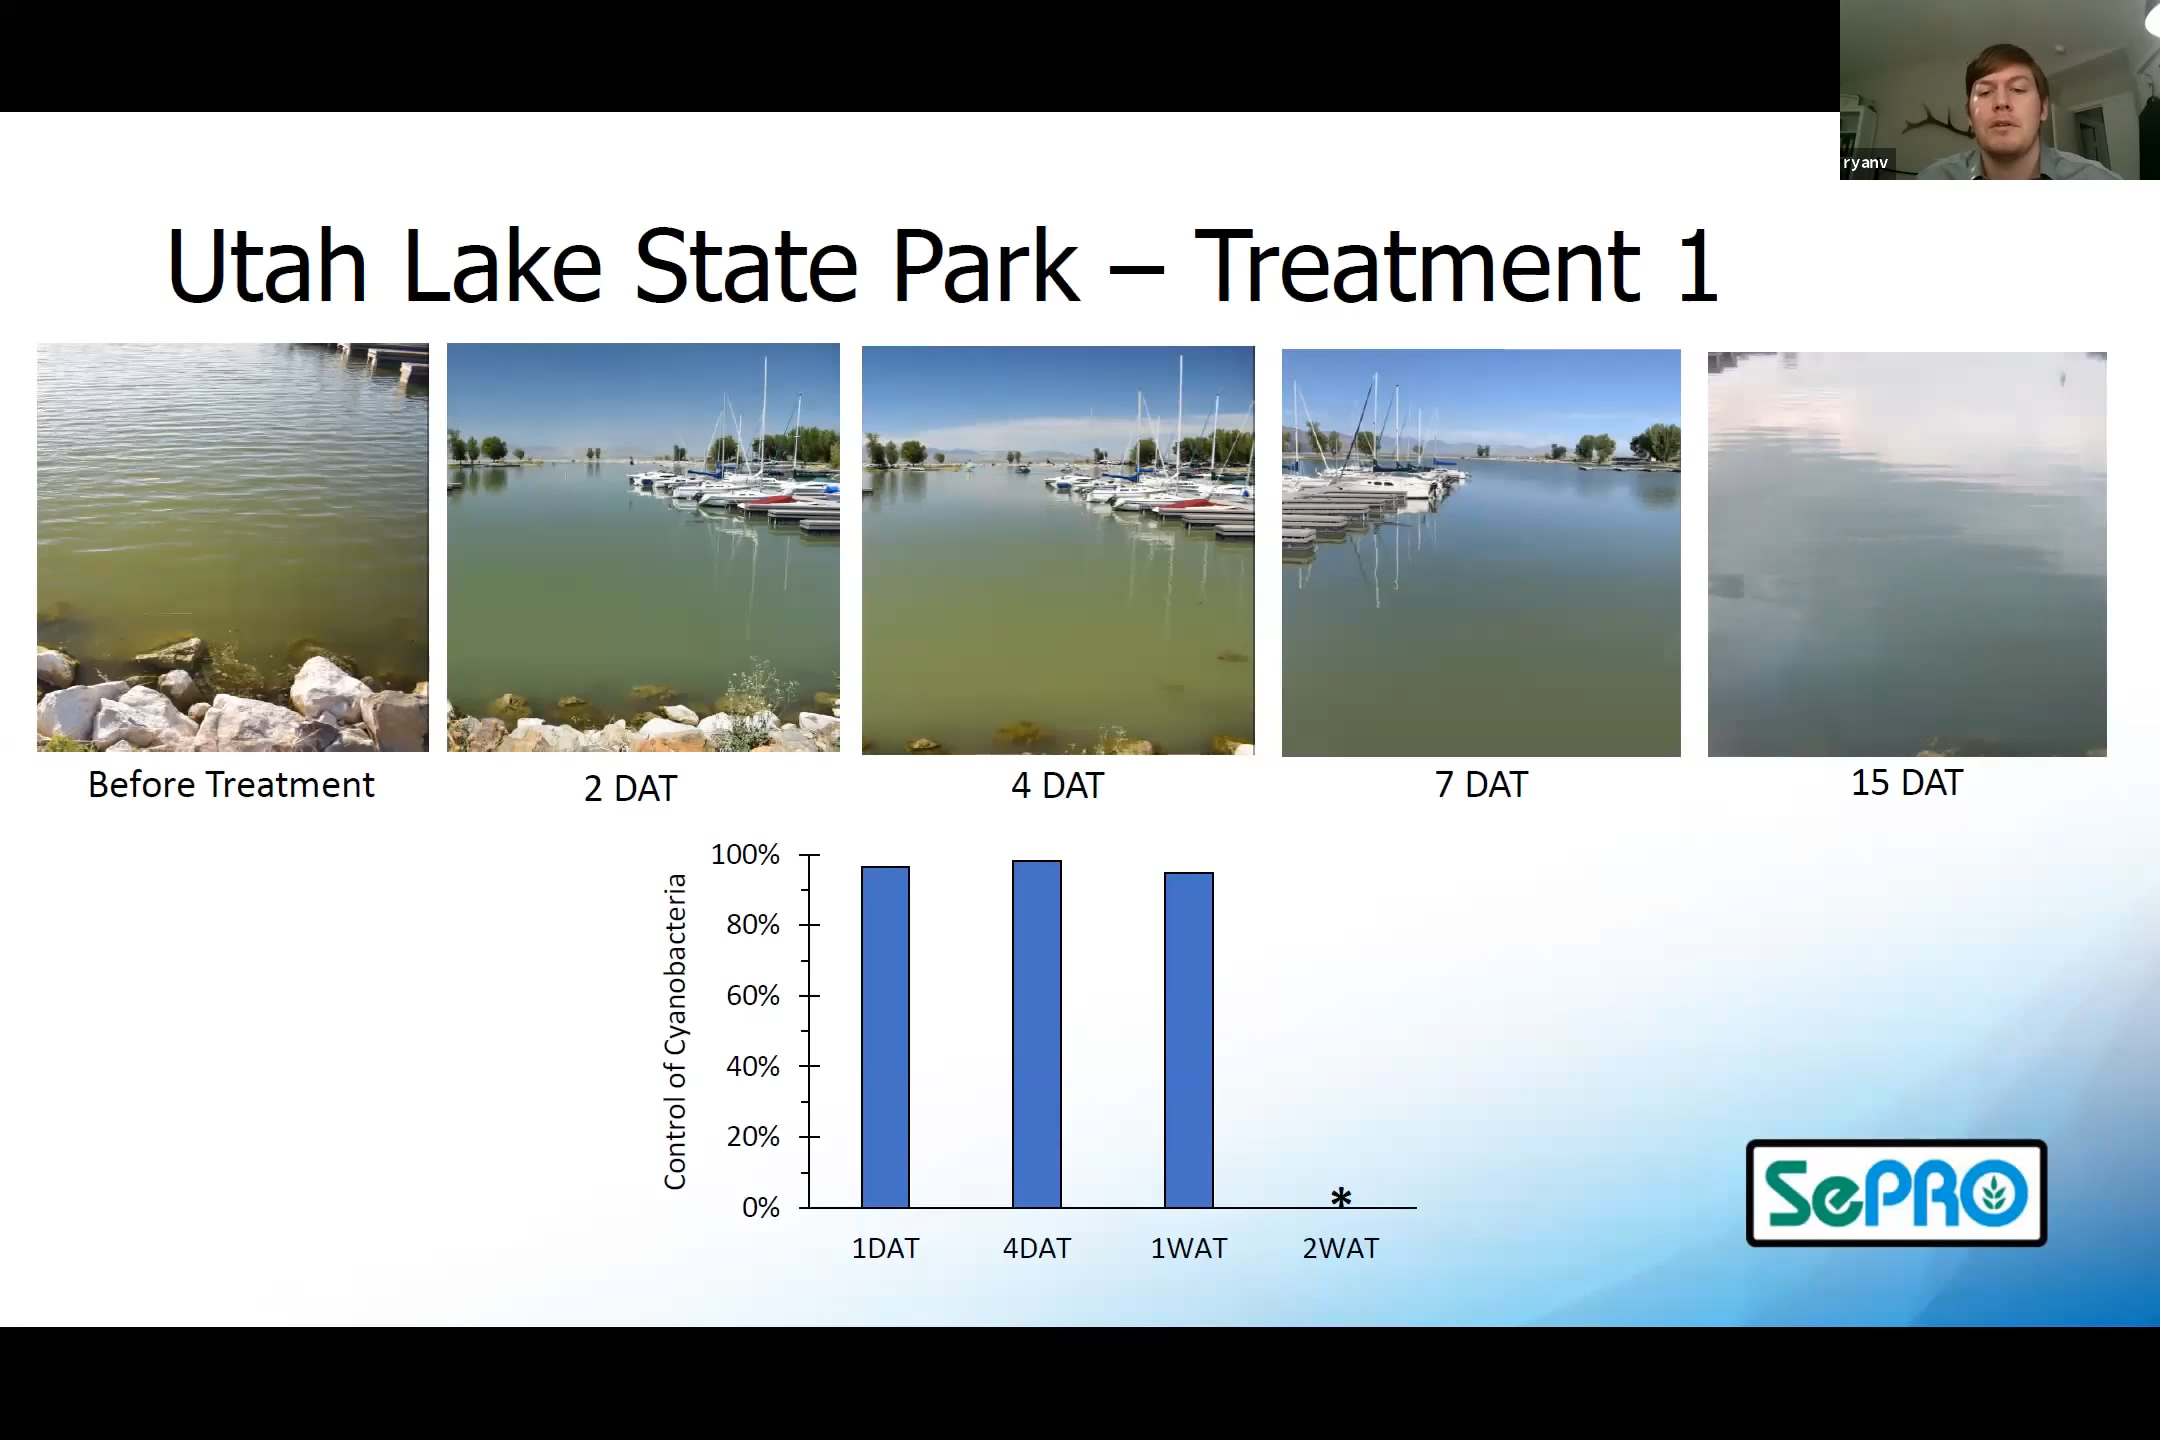 ryanv
Utah Lake State Park – Treatment 1
Before Treatment
2 DAT
4 DAT
7 DAT
15 DAT
Control of Cyanobacteria
100%
80%
60%
40%
20%
0%
*
1DAT
4DAT
1WAT
2WAT
SePRO